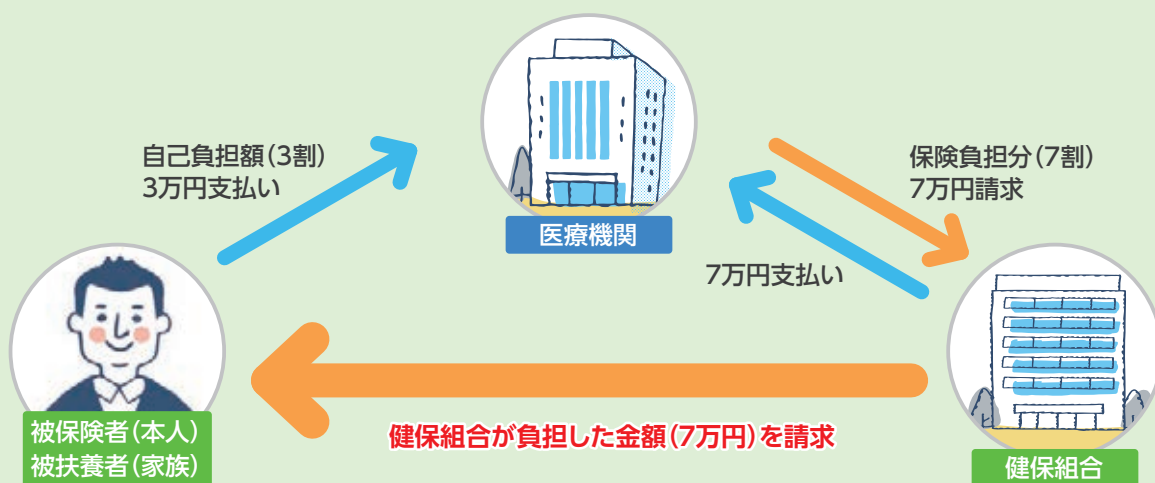 自己負担額(3割)
3万円支払い
医療機関
保険負担分(7割)
7万円請求
7万円支払い
被保険者(本人)
被扶養者(家族)
健保組合が負担した金額(7万円)を請求
健保組合